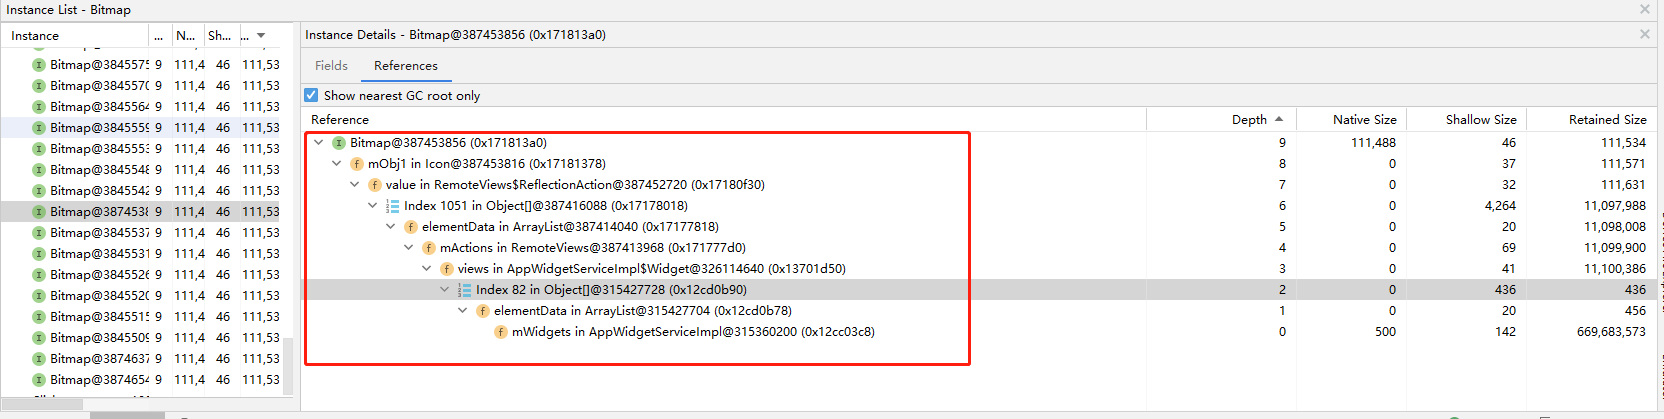 Instance List - Bitmap
Instance ... N... Sh... ...
Bitmap@3845575 9 111,4 46 111,53
Bitmap@3845570 9 111,4 46 111,53
Bitmap@3845564 9 111,4 46 111,53
Bitmap@3845559 9 111,4 46 111,53
Bitmap@3845553 9 111,4 46 111,53
Bitmap@3845548 9 111,4 46 111,53
Bitmap@3845542 9 111,4 46 111,53
Bitmap@3874538 9 111,4 46 111,53
Bitmap@3845537 9 111,4 46 111,53
Bitmap@3845531 9 111,4 46 111,53
Bitmap@3845526 9 111,4 46 111,53
Bitmap@3845520 9 111,4 46 111,53
Bitmap@3845515 9 111,4 46 111,53
Bitmap@3845509 9 111,4 46 111,53
Bitmap@3874637 9 111,4 46 111,53
Bitmap@3874654 9 111,4 46 111,53
Instance Details - Bitmap@387453856 (0x171813a0)
Fields References
Show nearest GC root only
Reference Depth Native Size Shallow Size Retained Size
Bitmap@387453856 (0x171813a0) 9 111,488 46 111,534
mObj1 in Icon@387453816 (0x17181378) 8 0 37 111,571
value in RemoteViews$ReflectionAction@387452720 (0x17180f30) 7 0 32 111,631
Index 1051 in Object[]@387416088 (0x17178018) 6 0 4,264 11,097,988
elementData in ArrayList@387414040 (0x17177818) 5 0 20 11,098,008
mActions in RemoteViews@387413968 (0x171777d0) 4 0 69 11,099,900
views in AppWidgetServiceImpl$Widget@326114640 (0x13701d50) 3 0 41 11,100,386
Index 82 in Object[]@315427728 (0x12cd0b90) 2 0 436 436
elementData in ArrayList@315427704 (0x12cd0b78) 1 0 20 456
mWidgets in AppWidgetServiceImpl@315360200 (0x12cc03c8) 0 500 142 669,683,573